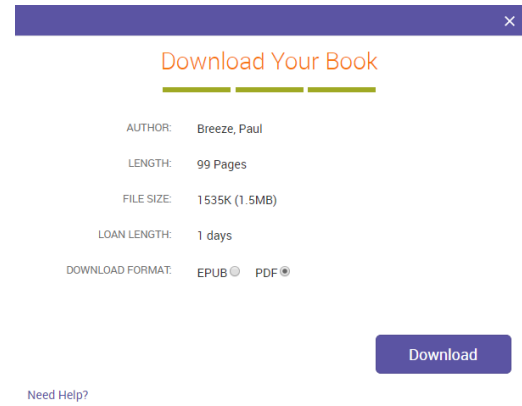 ×
Download Your Book
AUTHOR: Breeze, Paul
LENGTH: 99 Pages
FILE SIZE: 1535K (1.5MB)
LOAN LENGTH: 1 days
DOWNLOAD FORMAT: EPUB PDF
Download
Need Help?